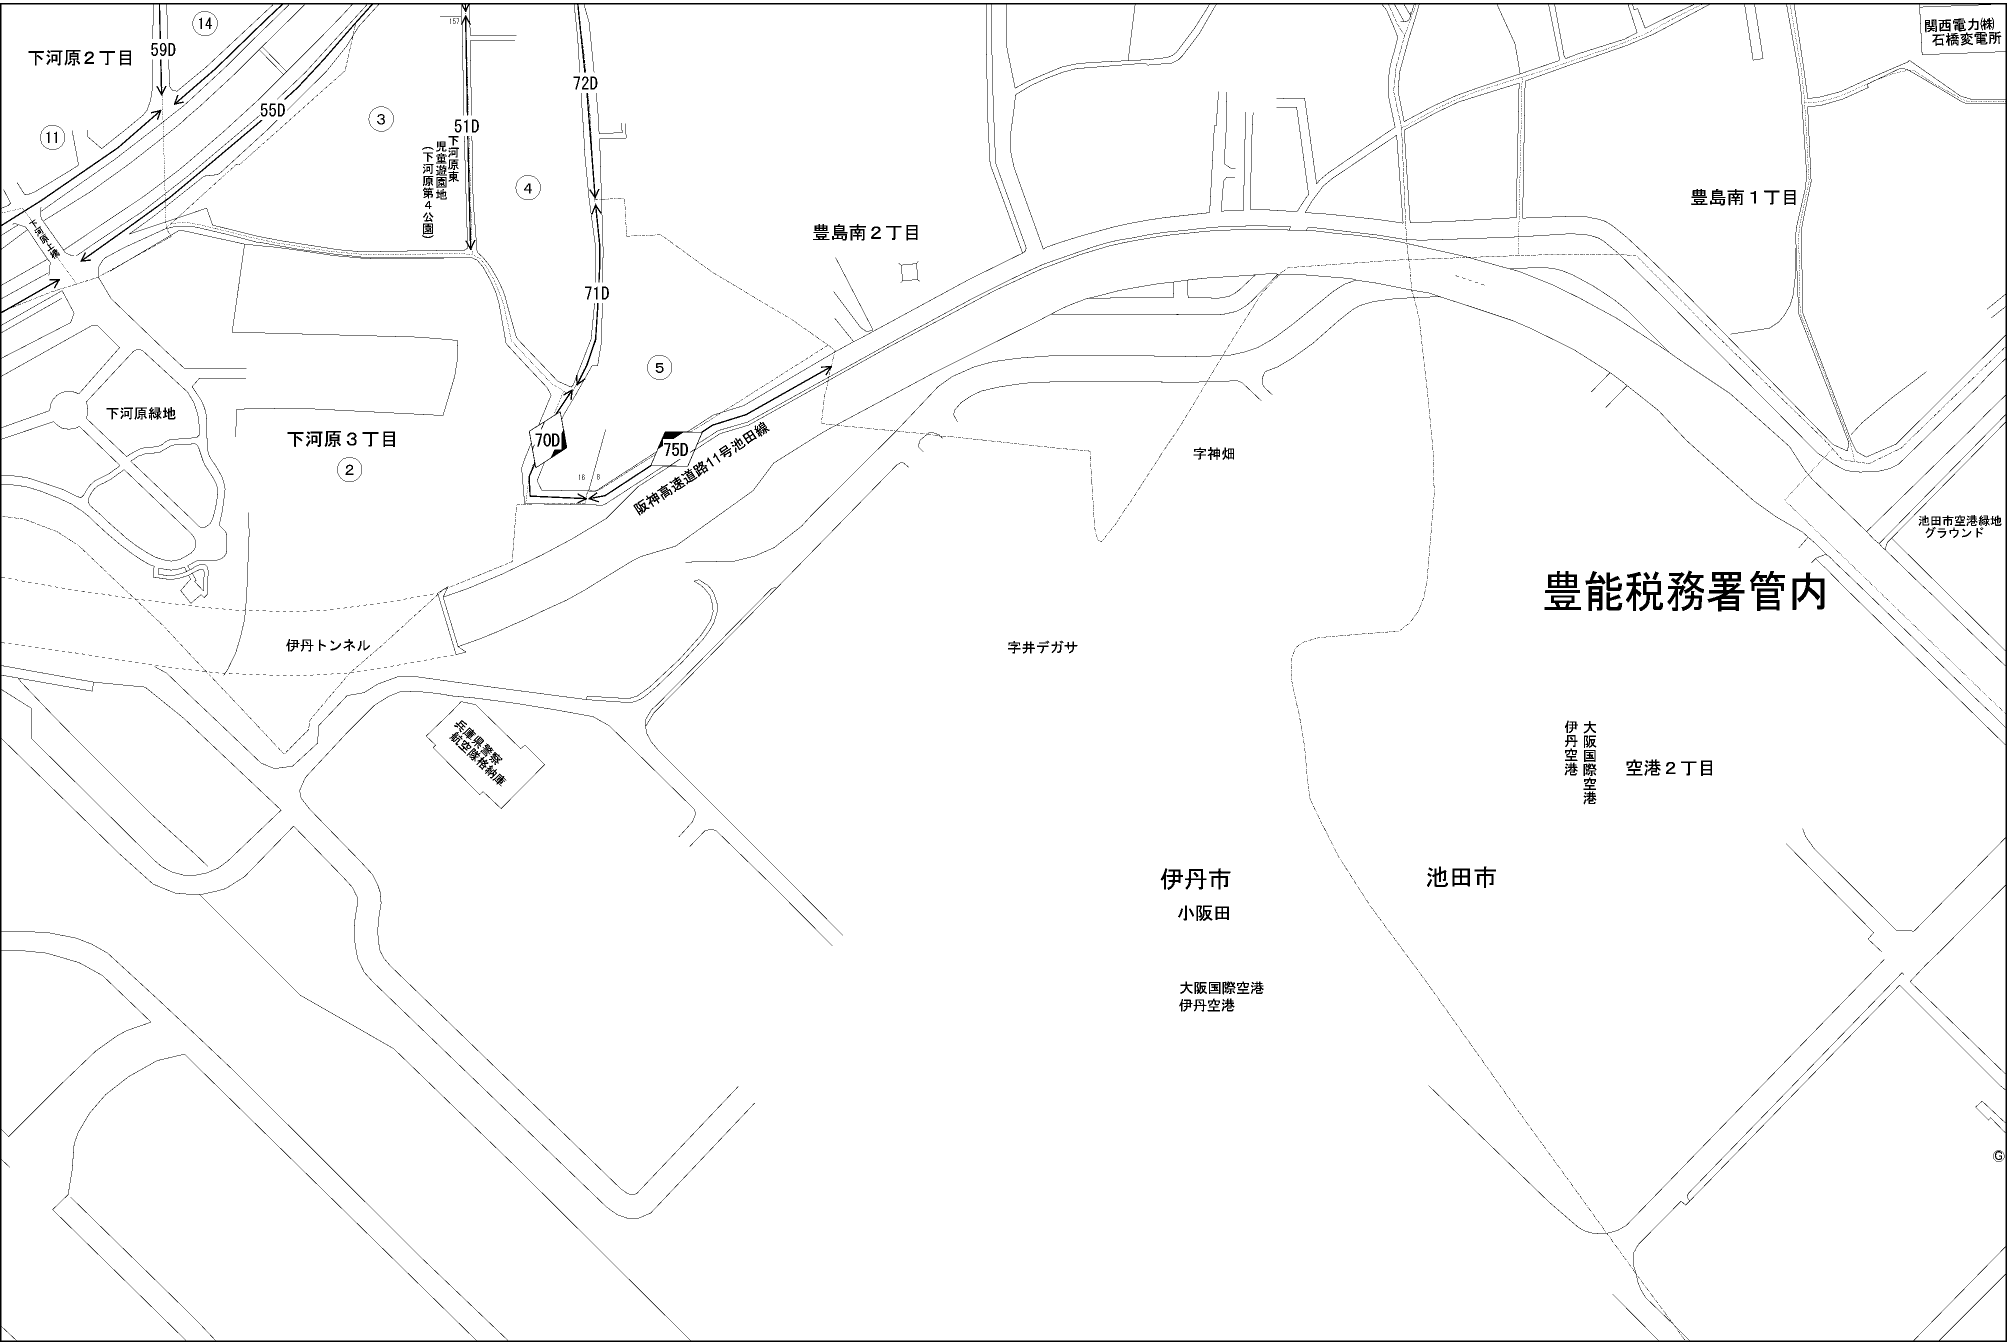 14
59D
下河原２丁目
11
55D
3
157
51D
下河原東
児童遊園地
(下河原第４公園)
4
72D
71D
豊島南２丁目
関西電力㈱
石橋変電所
豊島南１丁目
5
下河原緑地
下河原３丁目
2
70D
75D
16
8
阪神高速道路11号池田線
字神畑
池田市空港緑地
グラウンド
豊能税務署管内
伊丹トンネル
字井デガサ
兵庫県警察
航空隊格納庫
大阪国際空港
伊丹空港
空港２丁目
伊丹市
小阪田
池田市
大阪国際空港
伊丹空港
G